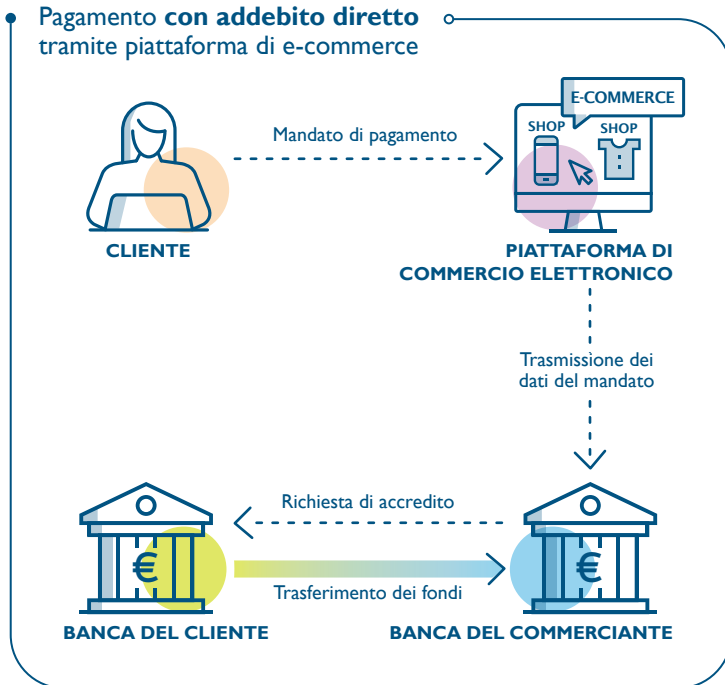 Pagamento con addebito diretto
tramite piattaforma di e-commerce
E-COMMERCE
SHOP
SHOP
Mandato di pagamento
CLIENTE
PIATTAFORMA DI
COMMERCIO ELETTRONICO
Trasmissione dei
dati del mandato
Richiesta di accredito
€
€
Trasferimento dei fondi
BANCA DEL CLIENTE
BANCA DEL COMMERCIANTE